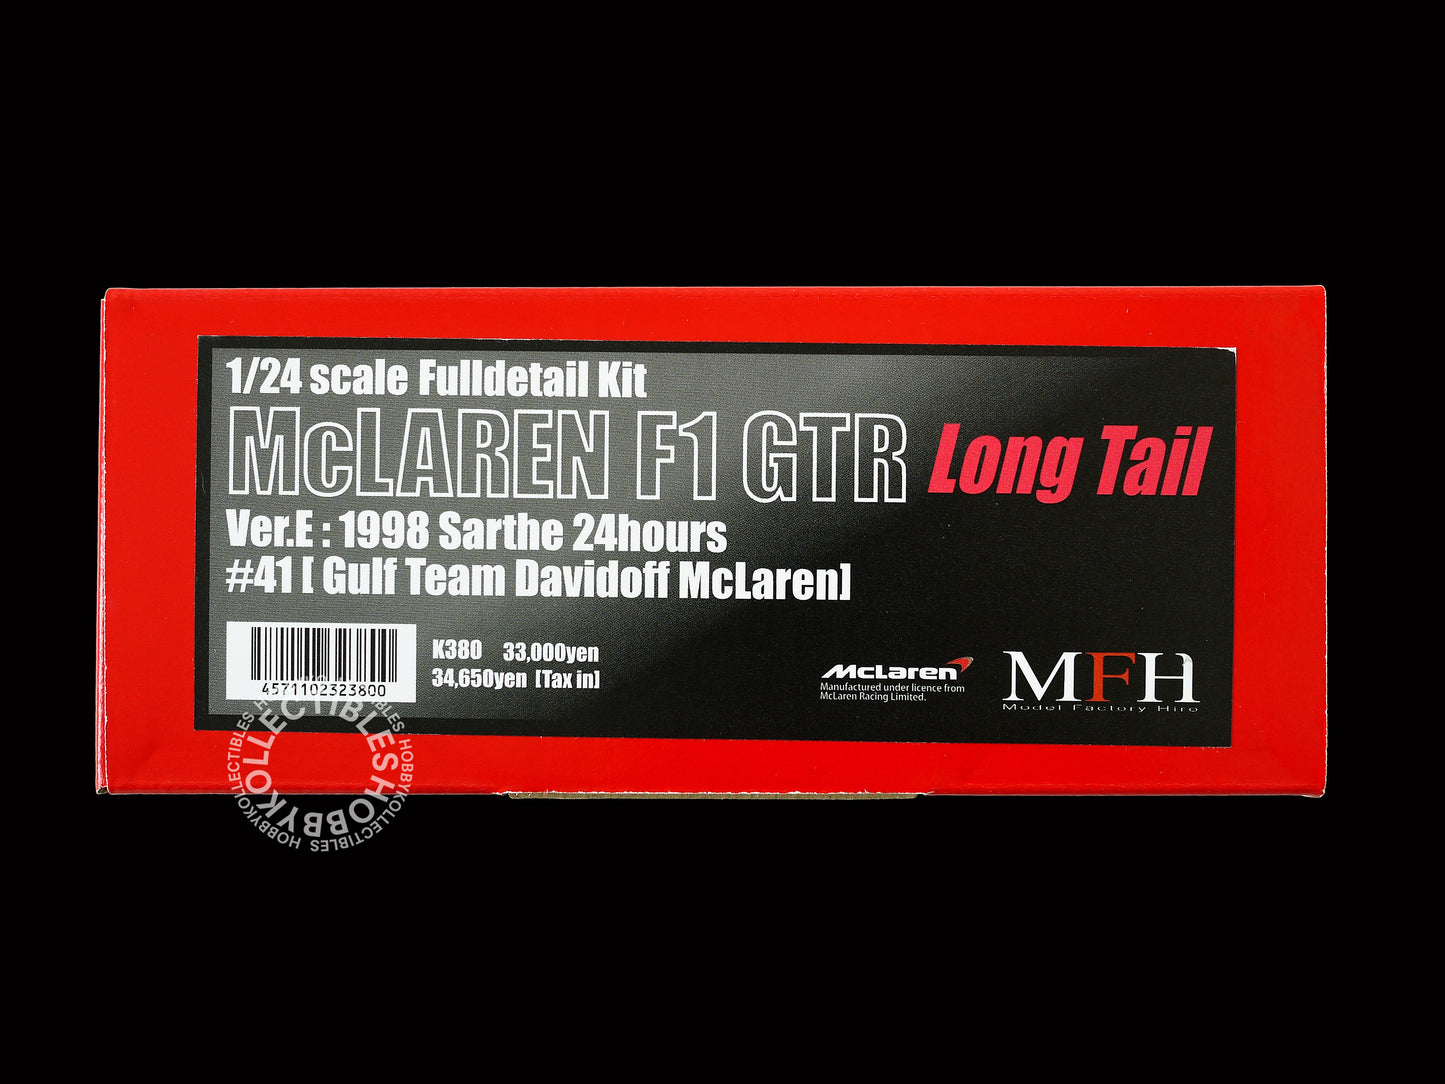 1/24 scale Fulldetail Kit
McLAREN F1 GTR Long Tail
Ver.E : 1998 Sarthe 24hours
#41 [ Gulf Team Davidoff McLaren]
K380 33,000yen
34,650yen [Tax in]
4571102323800
McLaren
Manufactured under licence from
McLaren Racing Limited.
MFH
Model Factory Hiro
HOBBYKOLLECTIBLES
HOBBYKOLLECTIBLES HOBBYKOLLECTIBLES